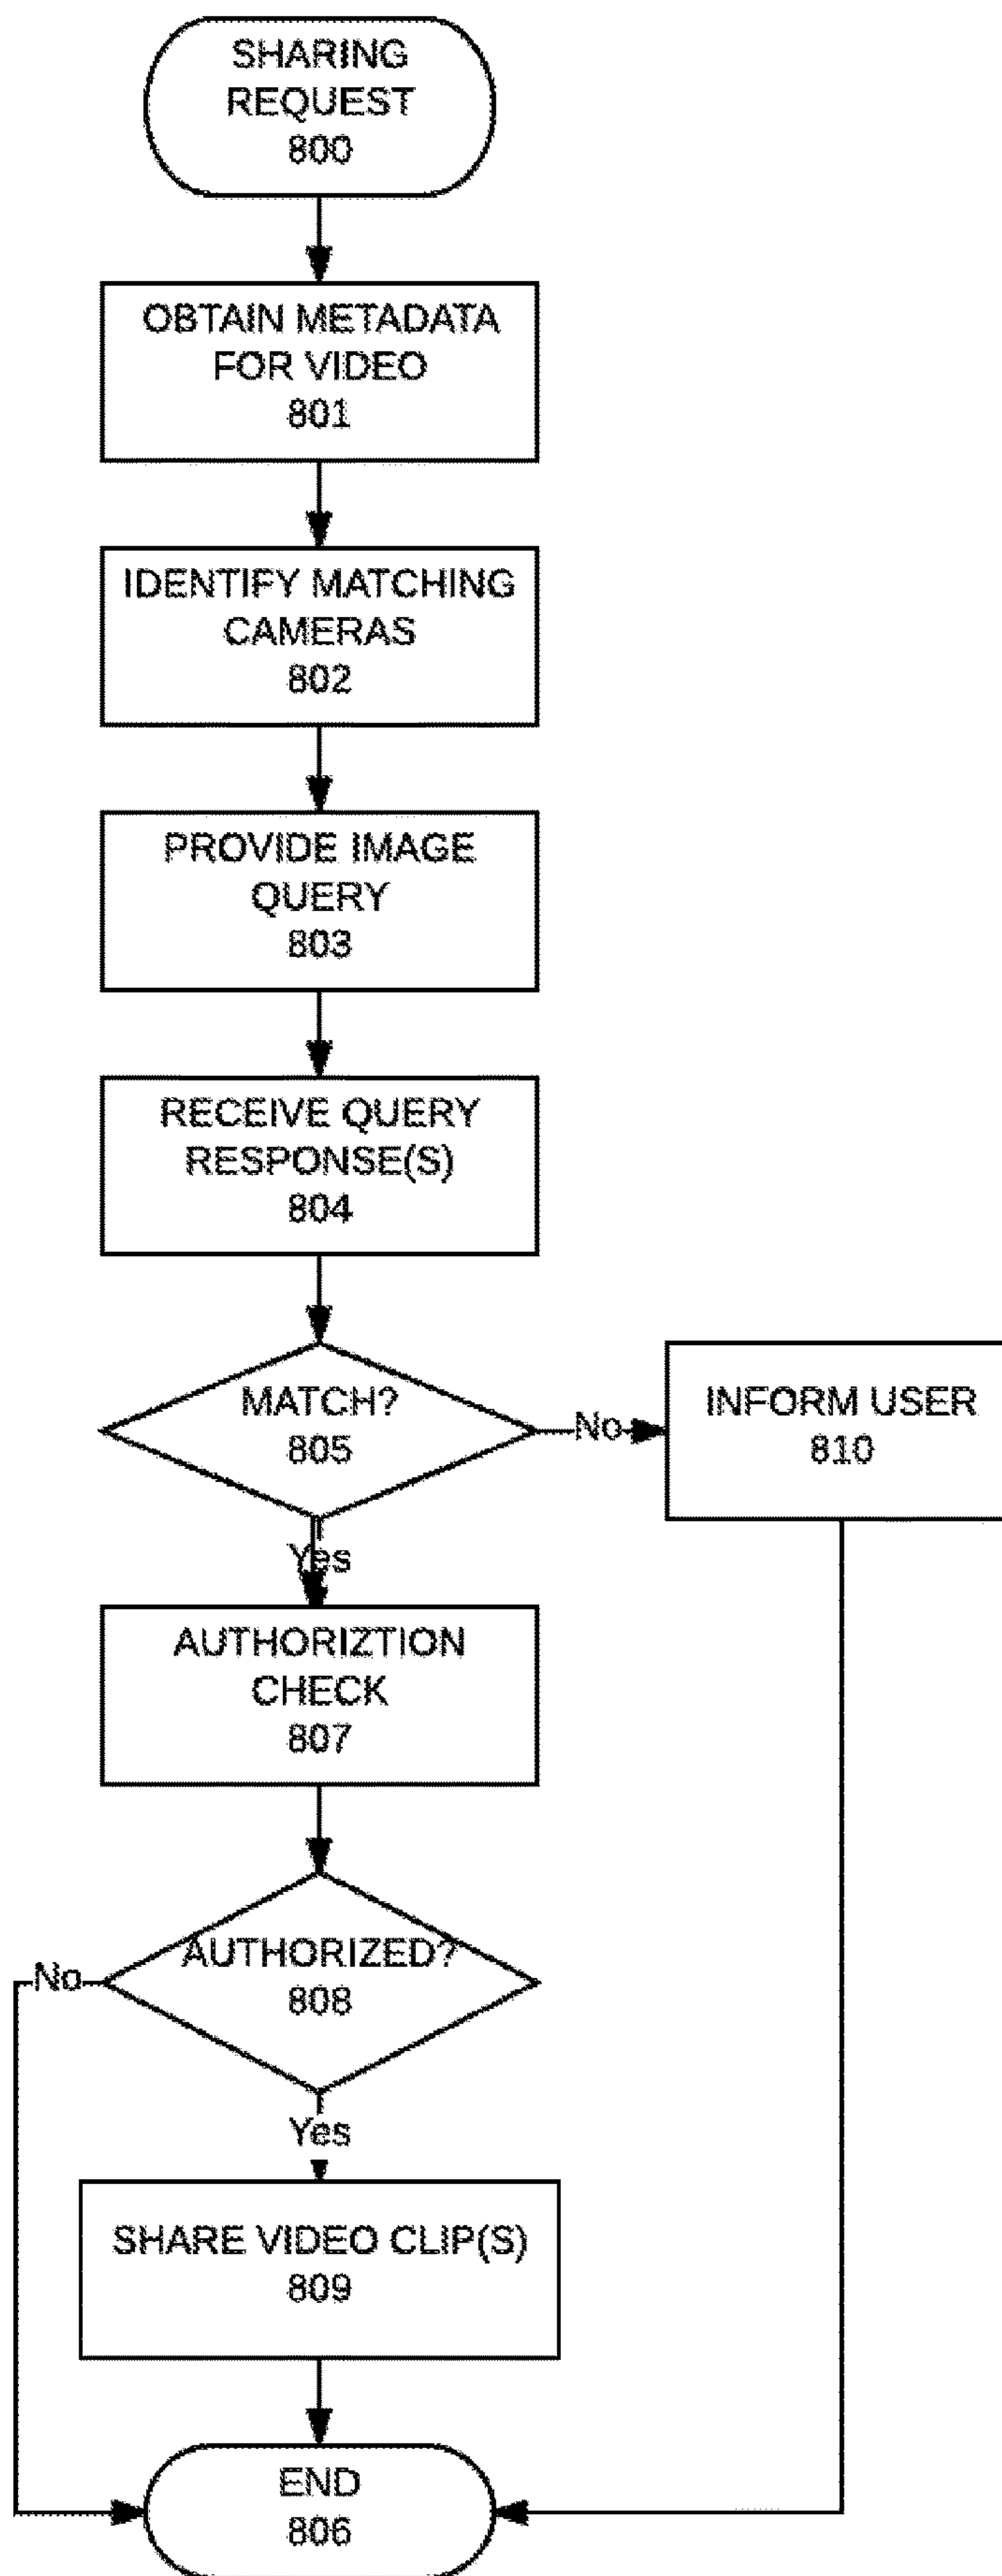 SHARING
REQUEST
800
OBTAIN METADATA
FOR VIDEO
801
IDENTIFY MATCHING
CAMERAS
802
PROVIDE IMAGE
QUERY
803
RECEIVE QUERY
RESPONSE(S)
804
MATCH?
805
No
INFORM USER
810
Yes
AUTHORIZTION
CHECK
807
AUTHORIZED?
808
No
Yes
SHARE VIDEO CLIP(S)
809
END
806